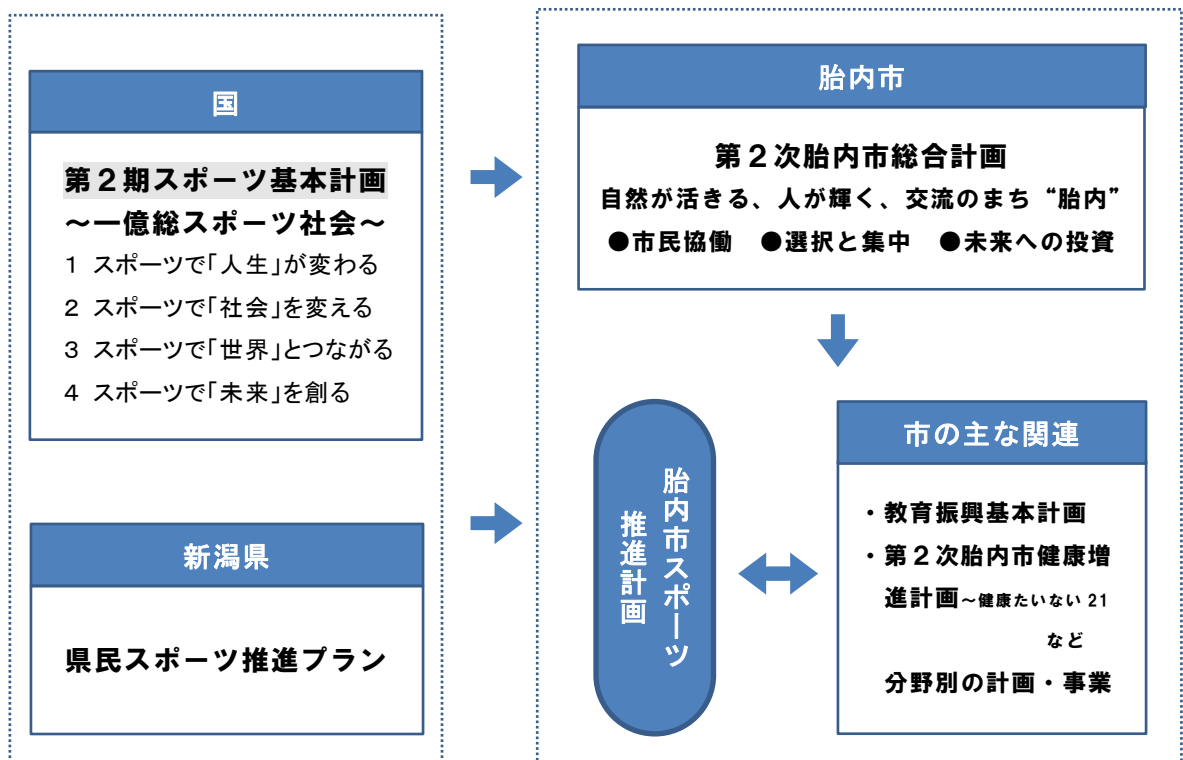 国
第２期スポーツ基本計画
～一億総スポーツ社会～
１ スポーツで｢人生｣が変わる
２ スポーツで｢社会｣を変える
３ スポーツで｢世界｣とつながる
４ スポーツで｢未来｣を創る
新潟県
県民スポーツ推進プラン
胎内市
第２次胎内市総合計画
自然が活きる、人が輝く、交流のまち“胎内”
●市民協働　●選択と集中　●未来への投資
胎内市スポーツ
推進計画
市の主な関連
・教育振興基本計画
・第２次胎内市健康増
進計画～健康たいない 21
など
分野別の計画・事業